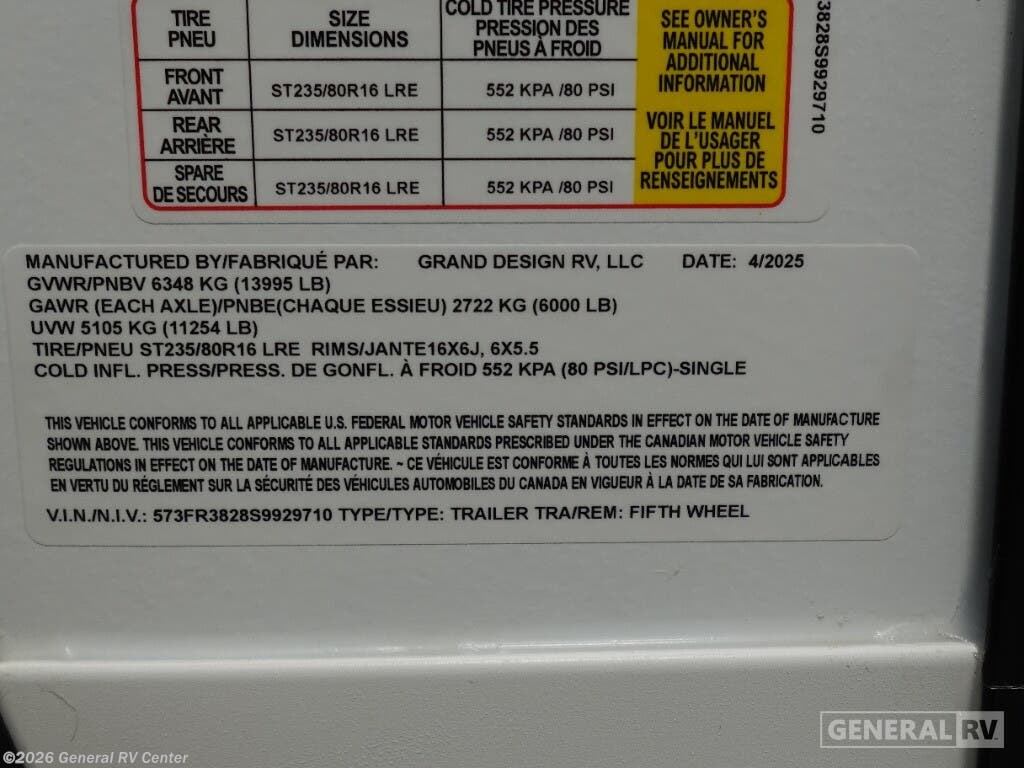 TIRE SIZE COLD TIRE PRESSURE
PNEU DIMENSIONS PRESSION DES
PNEUS À FROID
FRONT
AVANT ST235/80R16 LRE 552 KPA /80 PSI
REAR
ARRIÈRE ST235/80R16 LRE 552 KPA /80 PSI
SPARE
DE SECOURS ST235/80R16 LRE 552 KPA /80 PSI
SEE OWNER'S
MANUAL FOR
ADDITIONAL
INFORMATION
VOIR LE MANUEL
DE L'USAGER
POUR PLUS DE
RENSEIGNEMENTS
3828S9929710
MANUFACTURED BY/FABRIQUÉ PAR: GRAND DESIGN RV, LLC DATE: 4/2025
GVWR/PNBV 6348 KG (13995 LB)
GAWR (EACH AXLE)/PNBE(CHAQUE ESSIEU) 2722 KG (6000 LB)
UVW 5105 KG (11254 LB)
TIRE/PNEU ST235/80R16 LRE RIMS/JANTE16X6J, 6X5.5
COLD INFL. PRESS/PRESS. DE GONFL. À FROID 552 KPA (80 PSI/LPC)-SINGLE
THIS VEHICLE CONFORMS TO ALL APPLICABLE U.S. FEDERAL MOTOR VEHICLE SAFETY STANDARDS IN EFFECT ON THE DATE OF MANUFACTURE
SHOWN ABOVE. THIS VEHICLE CONFORMS TO ALL APPLICABLE STANDARDS PRESCRIBED UNDER THE CANADIAN MOTOR VEHICLE SAFETY
REGULATIONS IN EFFECT ON THE DATE OF MANUFACTURE. ~ CE VÉHICULE EST CONFORME À TOUTES LES NORMES QUI LUI SONT APPLICABLES
EN VERTU DU RÉGLEMENT SUR LA SÉCURITÉ DES VÉHICULES AUTOMOBILES DU CANADA EN VIGUEUR À LA DATE DE SA FABRICATION.
V.I.N./N.I.V.: 573FR3828S9929710 TYPE/TYPE: TRAILER TRA/REM: FIFTH WHEEL
GENERAL RV
©2026 General RV Center